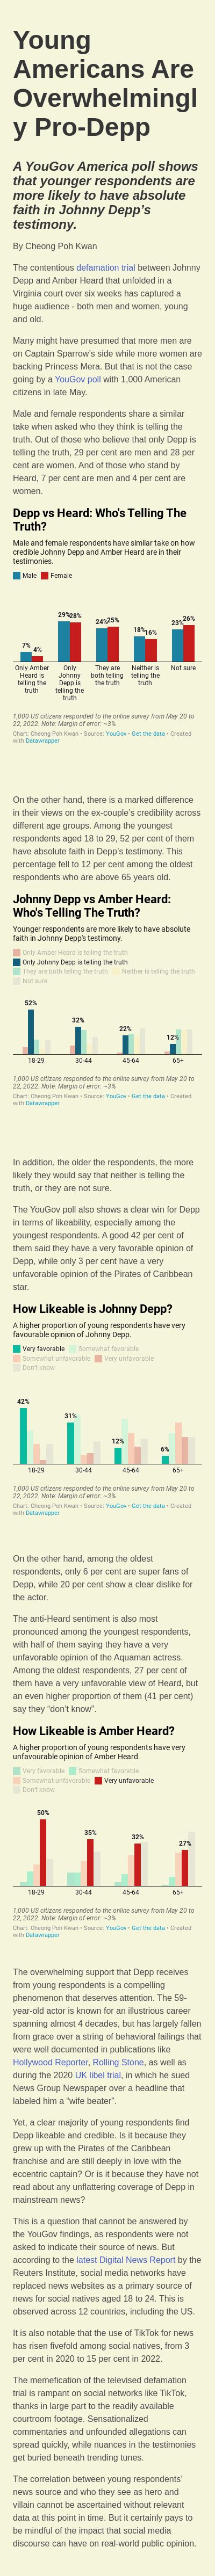 Young
Americans Are
Overwhelmingl
y Pro-Depp
A YouGov America poll shows
that younger respondents are
more likely to have absolute
faith in Johnny Depp's
testimony.
By Cheong Poh Kwan
The contentious defamation trial between Johnny
Depp and Amber Heard that unfolded in a
Virginia court over six weeks has captured a
huge audience - both men and women, young
and old.
Many might have presumed that more men are
on Captain Sparrow's side while more women are
backing Princess Mera. But that is not the case
going by a YouGov poll with 1,000 American
citizens in late May.
Male and female respondents share a similar
take when asked who they think is telling the
truth. Out of those who believe that only Depp is
telling the truth, 29 per cent are men and 28 per
cent are women. And of those who stand by
Heard, 7 per cent are men and 4 per cent are
women.
Depp vs Heard: Who's Telling The
Truth?
Male and female respondents have similar take on how
credible Johnny Depp and Amber Heard are in their
testimonies.
Male Female
7% 4% 29% 28% 24% 25% 18% 16% 23% 26%
Only Amber Heard is telling the truth
Only Johnny Depp is telling the truth
They are both telling the truth
Neither is telling the truth
Not sure
1,000 US citizens responded to the online survey from May 20 to
22, 2022. Note: Margin of error: ~3%
Chart: Cheong Poh Kwan • Source: YouGov • Get the data • Created
with Datawrapper
On the other hand, there is a marked difference
in their views on the ex-couple's credibility across
different age groups. Among the youngest
respondents aged 18 to 29, 52 per cent of them
have absolute faith in Depp's testimony. This
percentage fell to 12 per cent among the oldest
respondents who are above 65 years old.
Johnny Depp vs Amber Heard:
Who's Telling The Truth?
Younger respondents are more likely to have absolute
faith in Johnny Depp's testimony.
Only Amber Heard is telling the truth
Only Johnny Depp is telling the truth
They are both telling the truth Neither is telling the truth
Not sure
52% 32% 22% 12%
18-29 30-44 45-64 65+
1,000 US citizens responded to the online survey from May 20 to
22, 2022. Note: Margin of error: ~3%
Chart: Cheong Poh Kwan • Source: YouGov • Get the data • Created
with Datawrapper
In addition, the older the respondents, the more
likely they would say that neither is telling the
truth, or they are not sure.
The YouGov poll also shows a clear win for Depp
in terms of likeability, especially among the
youngest respondents. A good 42 per cent of
them said they have a very favorable opinion of
Depp, while only 3 per cent have a very
unfavorable opinion of the Pirates of Caribbean
star.
How Likeable is Johnny Depp?
A higher proportion of young respondents have very
favourable opinion of Johnny Depp.
Very favorable Somewhat favorable
Somewhat unfavorable Very unfavorable
Don't know
42% 31% 12% 6%
18-29 30-44 45-64 65+
1,000 US citizens responded to the online survey from May 20 to
22, 2022. Note: Margin of error: ~3%
Chart: Cheong Poh Kwan • Source: YouGov • Get the data • Created
with Datawrapper
On the other hand, among the oldest
respondents, only 6 per cent are super fans of
Depp, while 20 per cent show a clear dislike for
the actor.
The anti-Heard sentiment is also most
pronounced among the youngest respondents,
with half of them saying they have a very
unfavorable opinion of the Aquaman actress.
Among the oldest respondents, 27 per cent of
them have a very unfavorable view of Heard, but
an even higher proportion of them (41 per cent)
say they "don't know".
How Likeable is Amber Heard?
A higher proportion of young respondents have very
unfavourable opinion of Amber Heard.
Very favorable Somewhat favorable
Somewhat unfavorable Very unfavorable
Don't know
50% 35% 32% 27%
18-29 30-44 45-64 65+
1,000 US citizens responded to the online survey from May 20 to
22, 2022. Note: Margin of error: ~3%
Chart: Cheong Poh Kwan • Source: YouGov • Get the data • Created
with Datawrapper
The overwhelming support that Depp received
from young respondents is a compelling
phenomenon that deserves attention. The 59-
year-old actor is known for an illustrious career
spanning almost 4 decades, but has largely fallen
from grace over a string of behavioral failings that
were well documented in publications like
Hollywood Reporter, Rolling Stone, as well as
during the 2020 UK libel trial, in which he sued
News Group Newspaper over a headline that
labeled him a "wife beater".
Yet, a clear majority of young respondents find
Depp likeable and credible. Is it because they
grew up with the Pirates of the Caribbean
franchise and are still deeply in love with the
eccentric captain? Or is it because they have not
read about any unflattering coverage of Depp in
mainstream news?
This is a question that cannot be answered by
the YouGov findings, as respondents were not
asked to indicate their source of news. But
according to the latest Digital News Report by the
Reuters Institute, social media networks have
replaced news websites as a primary source of
news for social natives aged 18 to 24. This is
observed across 12 countries, including the US.
It is also notable that the use of TikTok for news
has risen fivefold among social natives, from 3
per cent in 2020 to 15 per cent in 2022.
The memefication of the televised defamation
trial is rampant on social networks like TikTok,
thanks in large part to the readily available
courtroom footage. Sensationalized
commentaries and unfounded allegations can
spread quickly, while nuances in the testimonies
get buried beneath trending tunes.
The correlation between young respondents'
news source and who they see as hero and
villain cannot be ascertained without relevant
data at this point in time. But it certainly pays to
be mindful of the impact that social media
discourse can have on real-world public opinion.